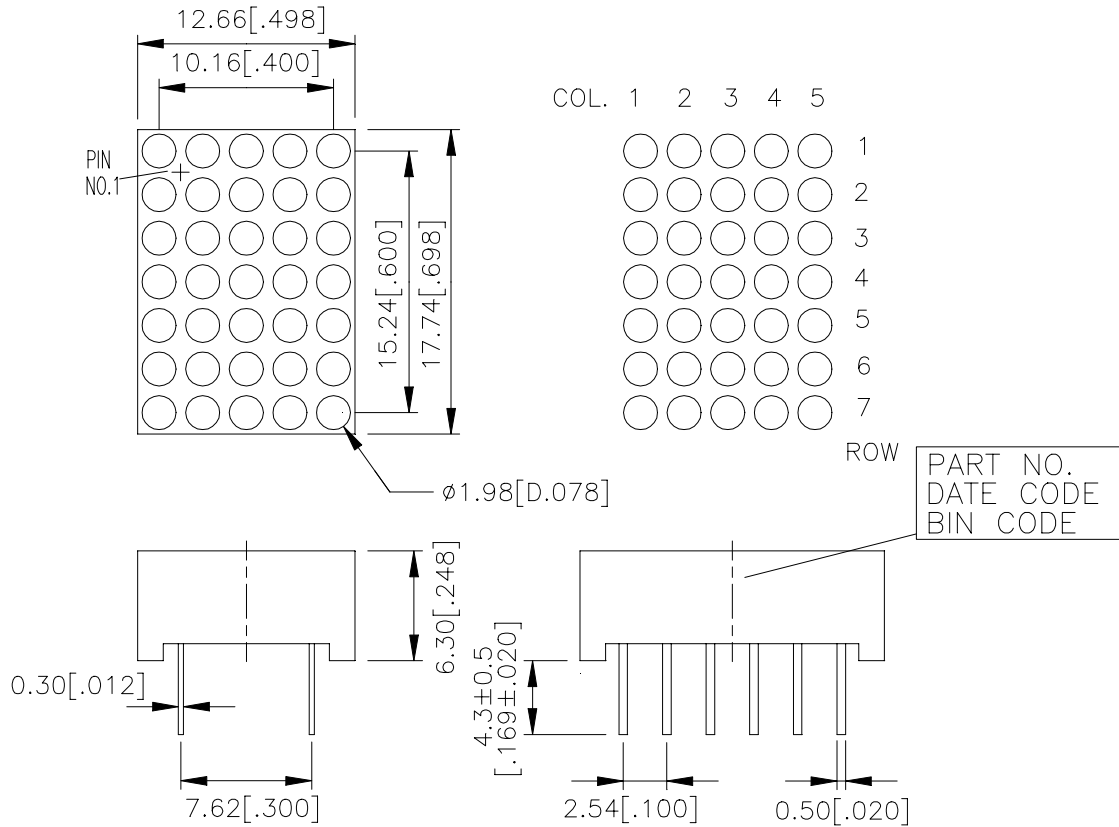 12.66[.498]
10.16[.400]
COL. 1 2 3 4 5
PIN
NO.1
1
2
3
4
5
6
7
ROW
15.24[.600]
17.74[.698]
ø1.98[D.078]
PART NO.
DATE CODE
BIN CODE
6.30[.248]
0.30[.012]
7.62[.300]
4.3±0.5
[.169±.020]
2.54[.100]
0.50[.020]